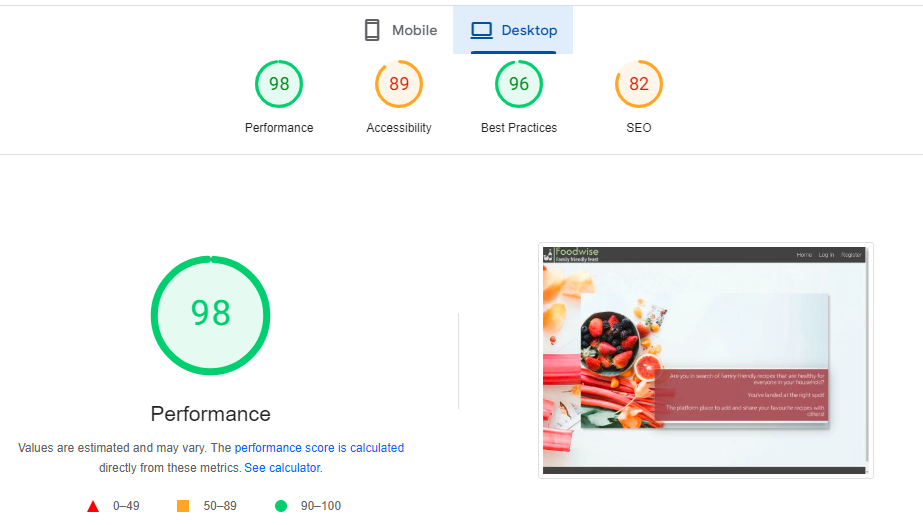 Mobile
Desktop
98
89
96
82
Performance
Accessibility
Best Practices
SEO
98
Performance
Values are estimated and may vary. The performance score is calculated
directly from these metrics. See calculator.
0–49
50–89
90–100
Foodwise
Family friendly feast
Home Log in Register
Are you in search of family friendly recipes that are healthy for
everyone in your household?
You've landed at the right spot!
The platform place to add and share your favourite recipes with
others!